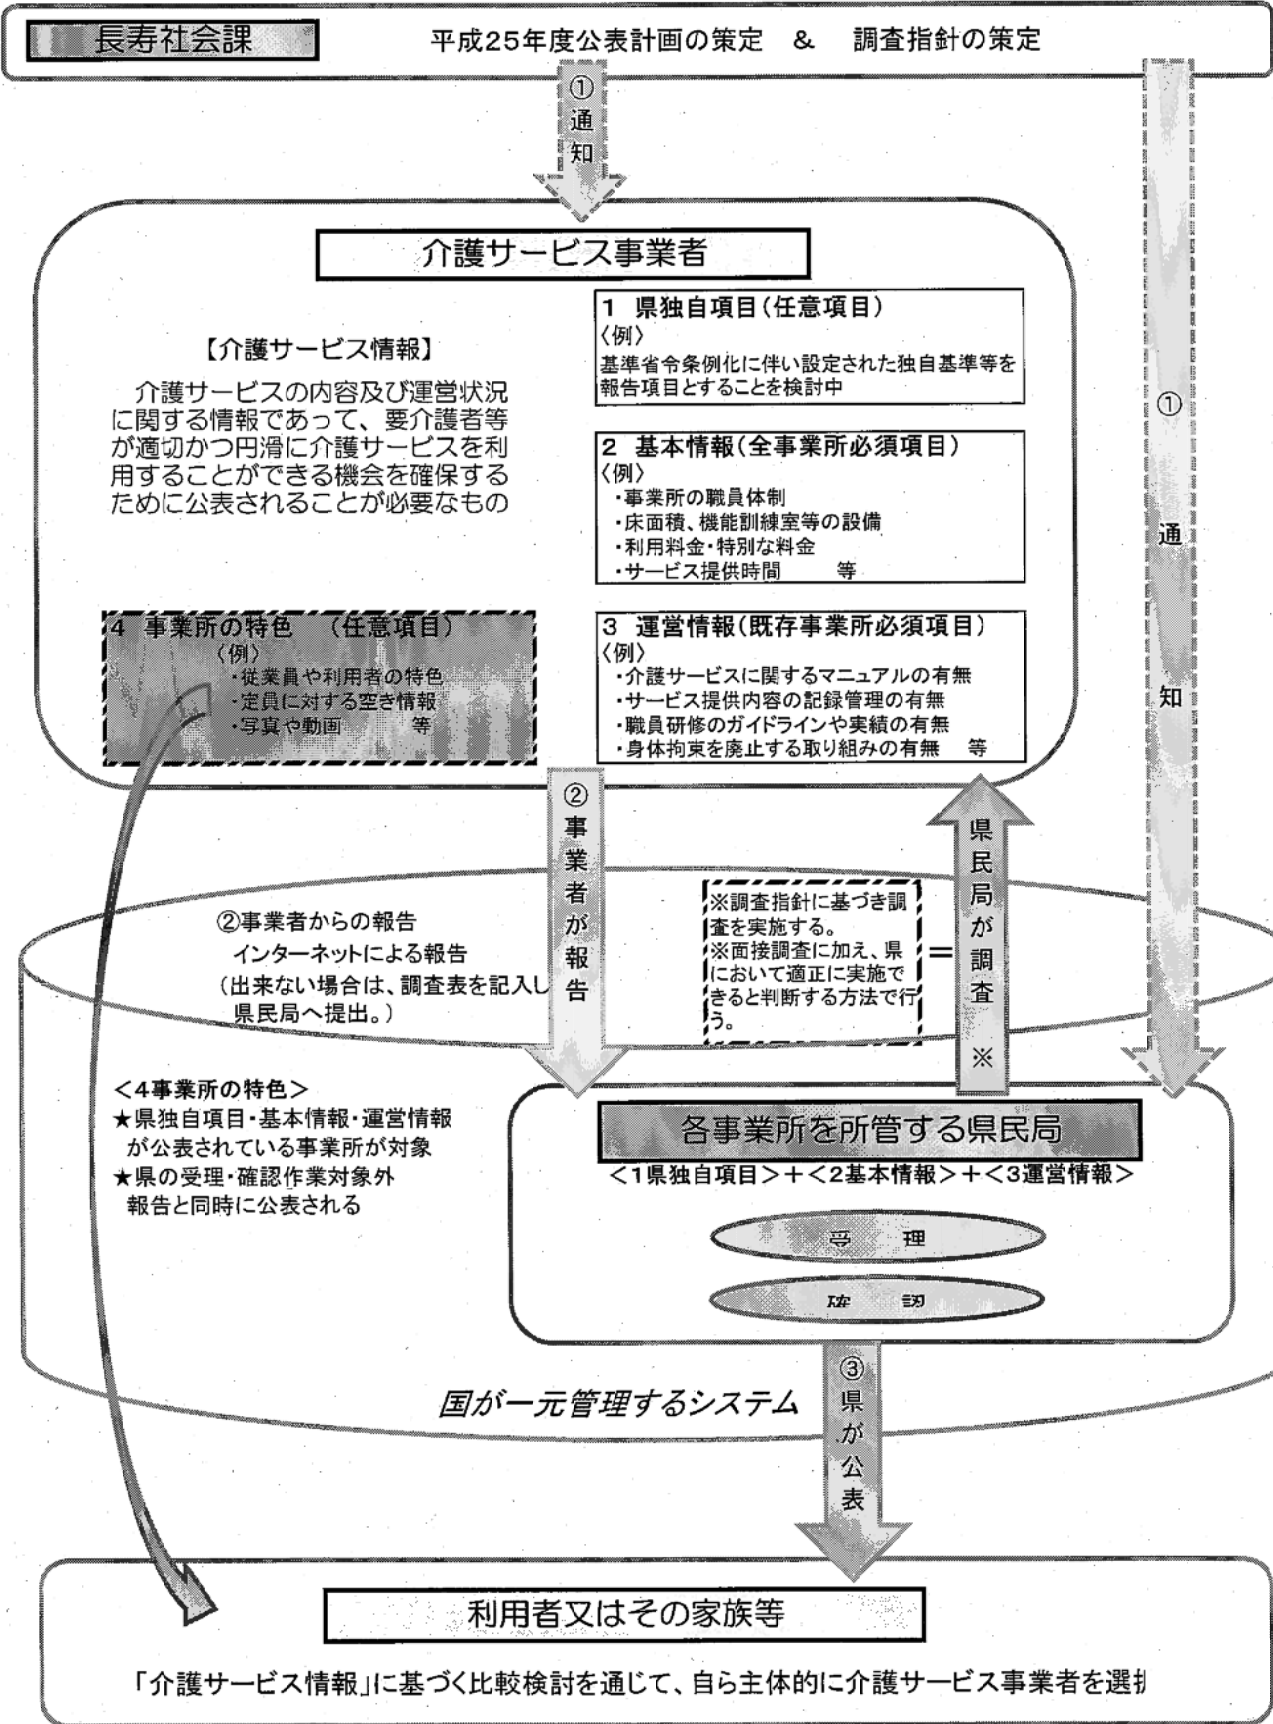 長寿社会課
平成25年度公表計画の策定 & 調査指針の策定
①通知
①通知
介護サービス事業者
【介護サービス情報】
介護サービスの内容及び運営状況
に関する情報であって、要介護者等
が適切かつ円滑に介護サービスを利
用することができる機会を確保する
ために公表されることが必要なもの
1 県独自項目(任意項目)
〈例〉
基準省令条例化に伴い設定された独自基準等を
報告項目とすることを検討中
2 基本情報(全事業所必須項目)
〈例〉
・事業所の職員体制
・床面積、機能訓練室等の設備
・利用料金・特別な料金
・サービス提供時間 等
4 事業所の特色 (任意項目)
〈例〉
・従業員や利用者の特色
・定員に対する空き情報
・写真や動画 等
3 運営情報(既存事業所必須項目)
〈例〉
・介護サービスに関するマニュアルの有無
・サービス提供内容の記録管理の有無
・職員研修のガイドラインや実績の有無
・身体拘束を廃止する取り組みの有無 等
②事業者が報告
県民局が調査 ※
②事業者からの報告
インターネットによる報告
(出来ない場合は、調査表を記入し
県民局へ提出。)
※調査指針に基づき調
査を実施する。
※面接調査に加え、県
において適正に実施で
きると判断する方法で行
う。
=
<4事業所の特色>
★県独自項目・基本情報・運営情報
が公表されている事業所が対象
★県の受理・確認作業対象外
報告と同時に公表される
各事業所を所管する県民局
<1県独自項目>+<2基本情報>+<3運営情報>
受 理
確 認
③県が公表
国が一元管理するシステム
利用者又はその家族等
「介護サービス情報」に基づく比較検討を通じて、自ら主体的に介護サービス事業者を選択